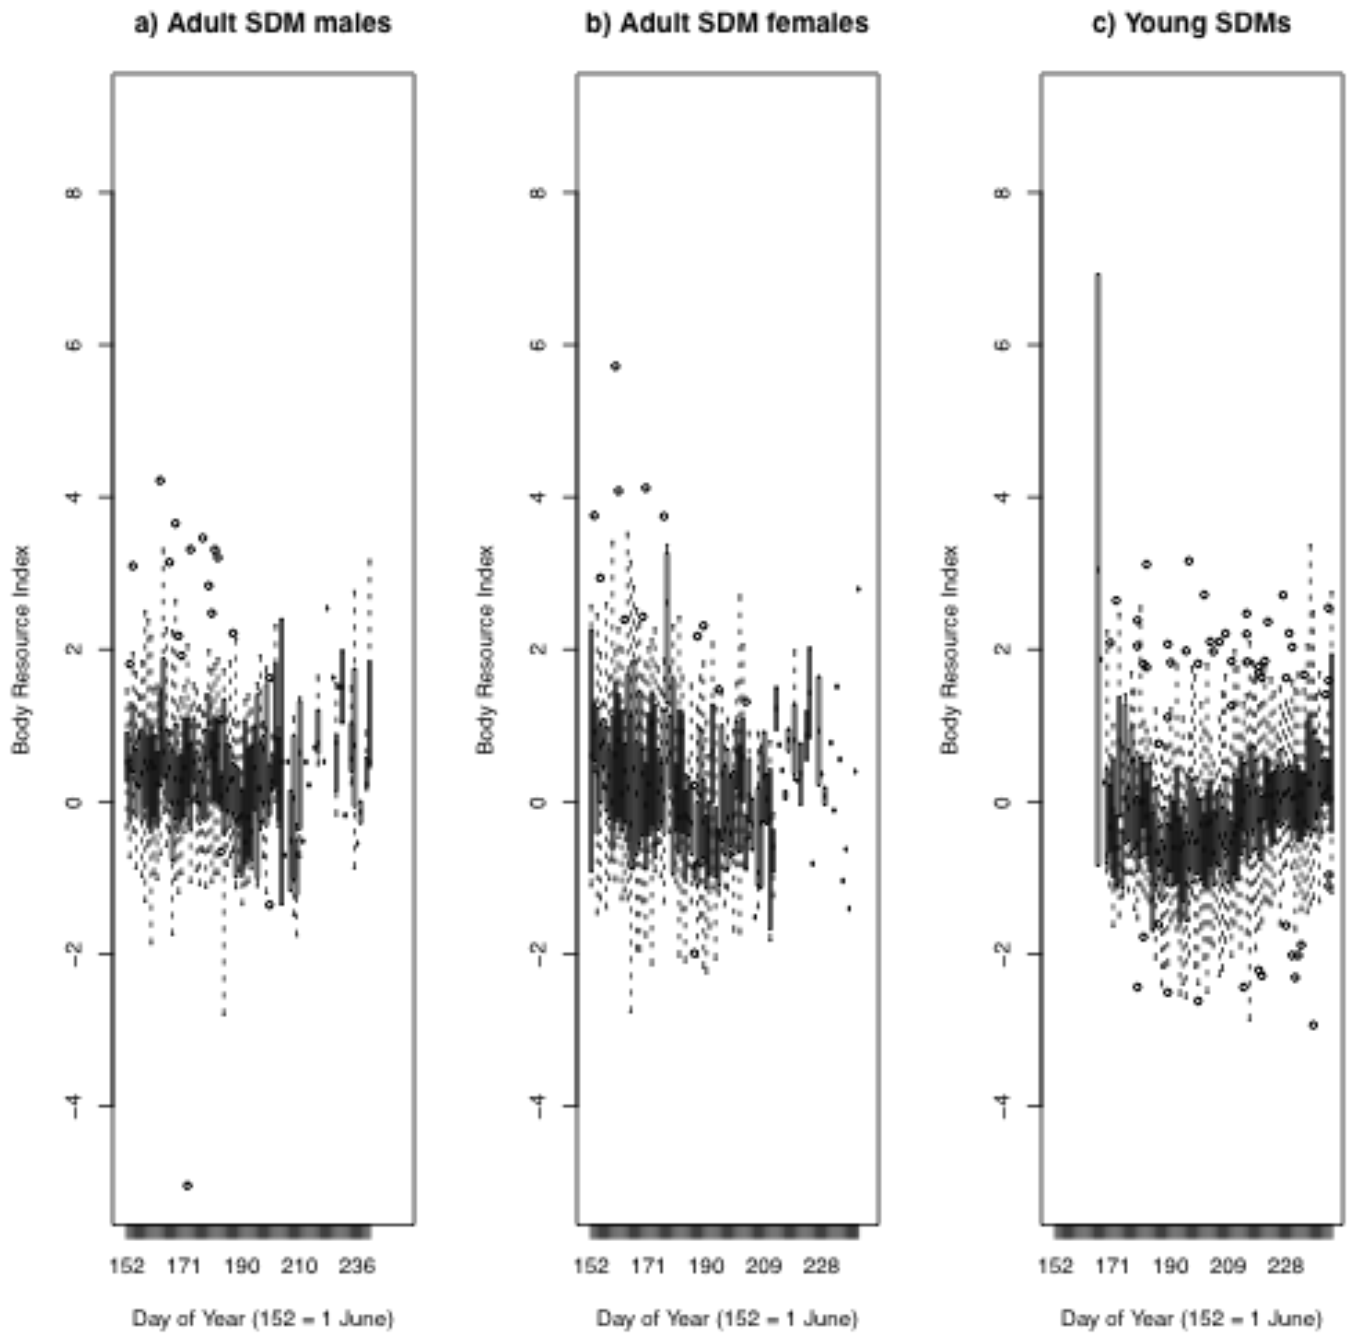 a) Adult SDM males
b) Adult SDM females
c) Young SDMs
Body Resource Index
8
6
4
2
0
−2
−4
152 171 190 210 236
Day of Year (152 = 1 June)
Body Resource Index
8
6
4
2
0
−2
−4
152 171 190 209 228
Day of Year (152 = 1 June)
Body Resource Index
8
6
4
2
0
−2
−4
152 171 190 209 228
Day of Year (152 = 1 June)